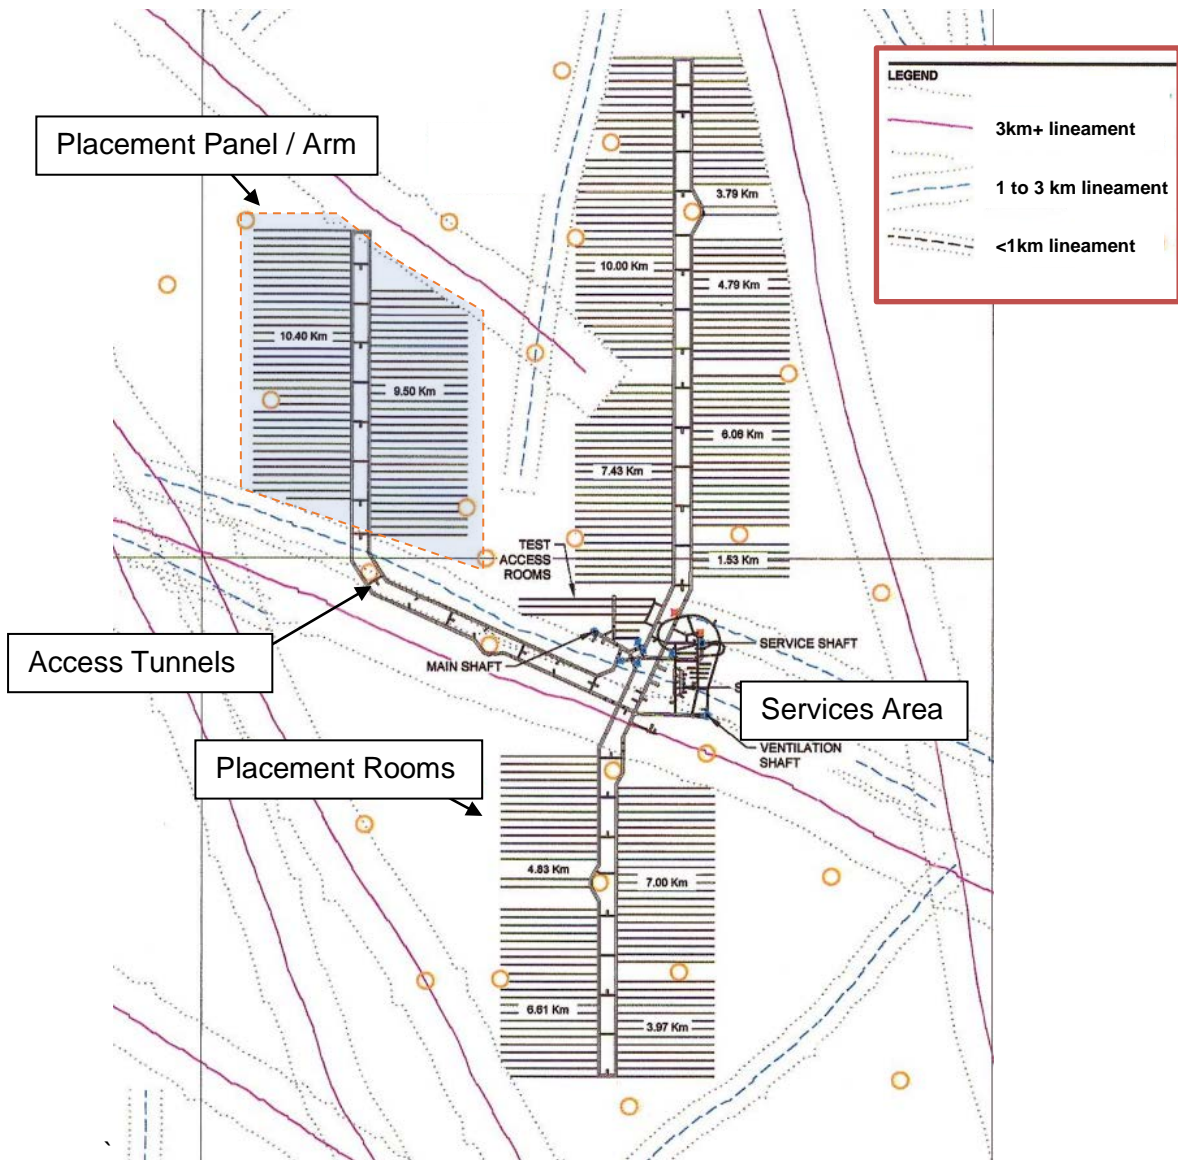 LEGEND
3km+ lineament
1 to 3 km lineament
<1km lineament
Placement Panel / Arm
3.79 Km
10.00 Km
4.79 Km
10.40 Km
9.50 Km
6.06 Km
7.43 Km
TEST
ACCESS
ROOMS
1.53 Km
Access Tunnels
MAIN SHAFT
SERVICE SHAFT
S
Services Area
VENTILATION
SHAFT
Placement Rooms
4.83 Km
7.00 Km
6.61 Km
3.97 Km
`